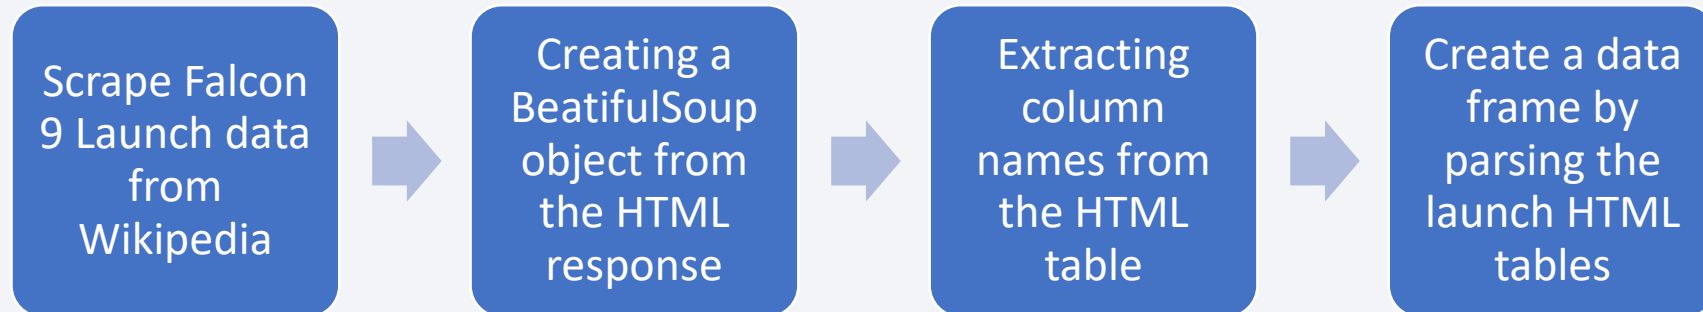 Scrape Falcon
9 Launch data
from
Wikipedia
Creating a
BeatifulSoup
object from
the HTML
response
Extracting
column
names from
the HTML
table
Create a data
frame by
parsing the
launch HTML
tables